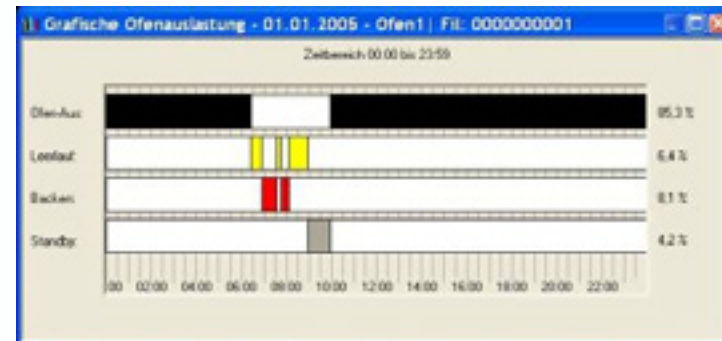 Grafische Ofenauslastung - 01.01.2005 - Ofen1 | Fil: 0000000001
Zeitbereich 00:00 bis 23:59
Ofen-Aus: 85,3 %
Leerlauf: 6,4 %
Backen: 8,1 %
Standby: 4,2 %
:00 02:00 04:00 06:00 08:00 10:00 12:00 14:00 16:00 18:00 20:00 22:00